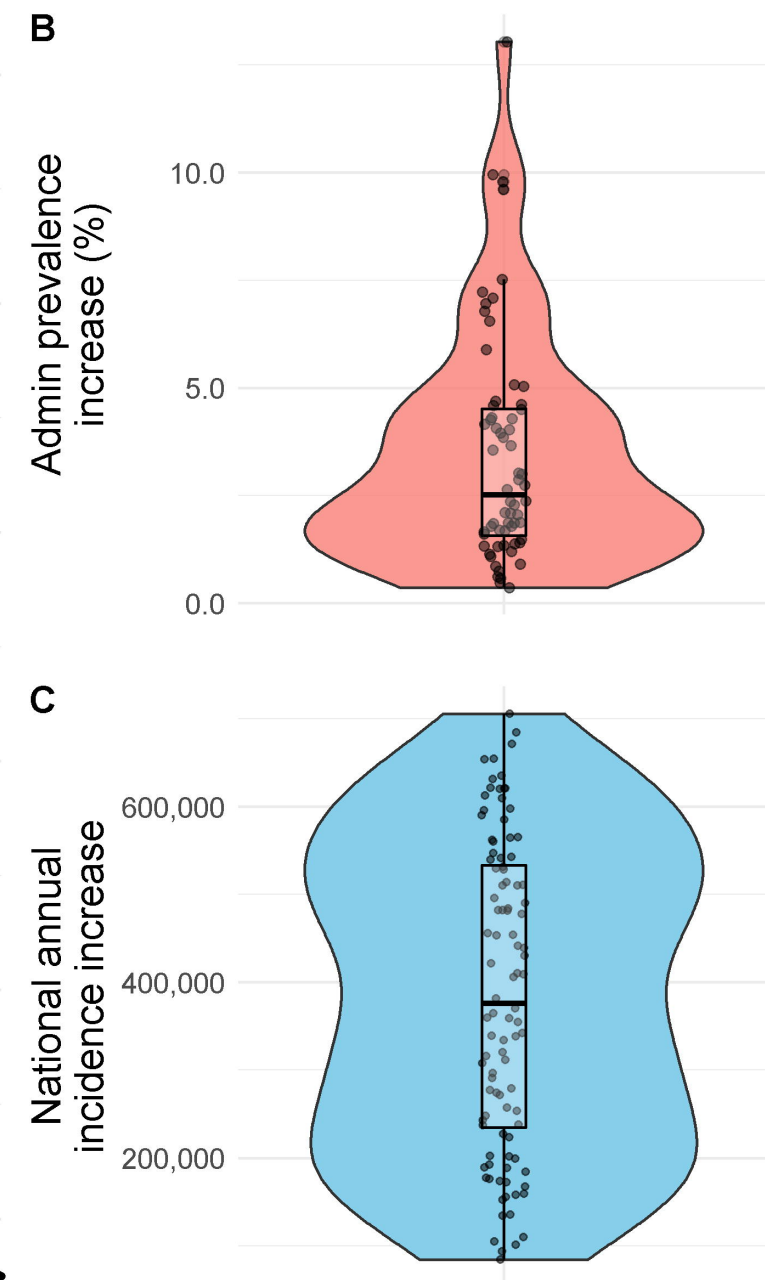 B
Admin prevalence
increase (%)
10.0
5.0
0.0
C
National annual
incidence increase
600,000
400,000
200,000